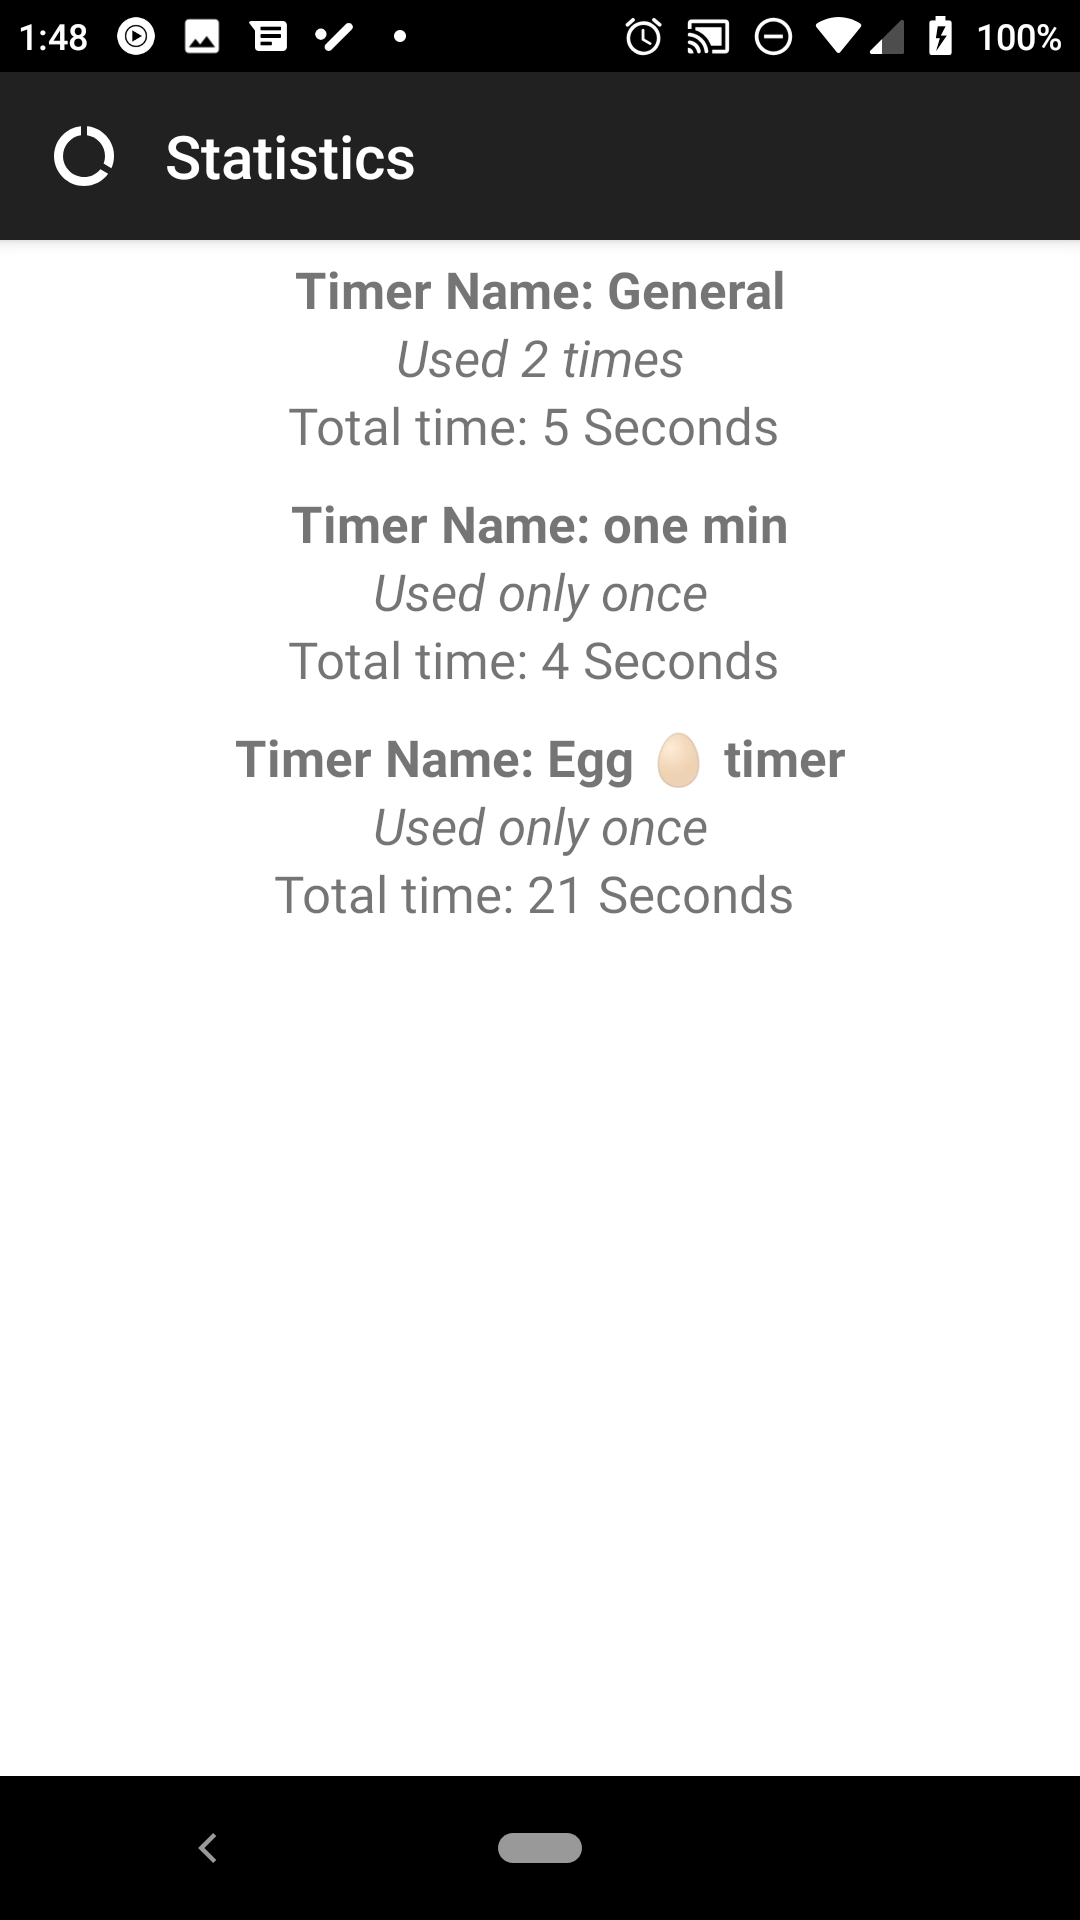 1:48
100%
Statistics
Timer Name: General
Used 2 times
Total time: 5 Seconds
Timer Name: one min
Used only once
Total time: 4 Seconds
Timer Name: Egg 🥚 timer
Used only once
Total time: 21 Seconds